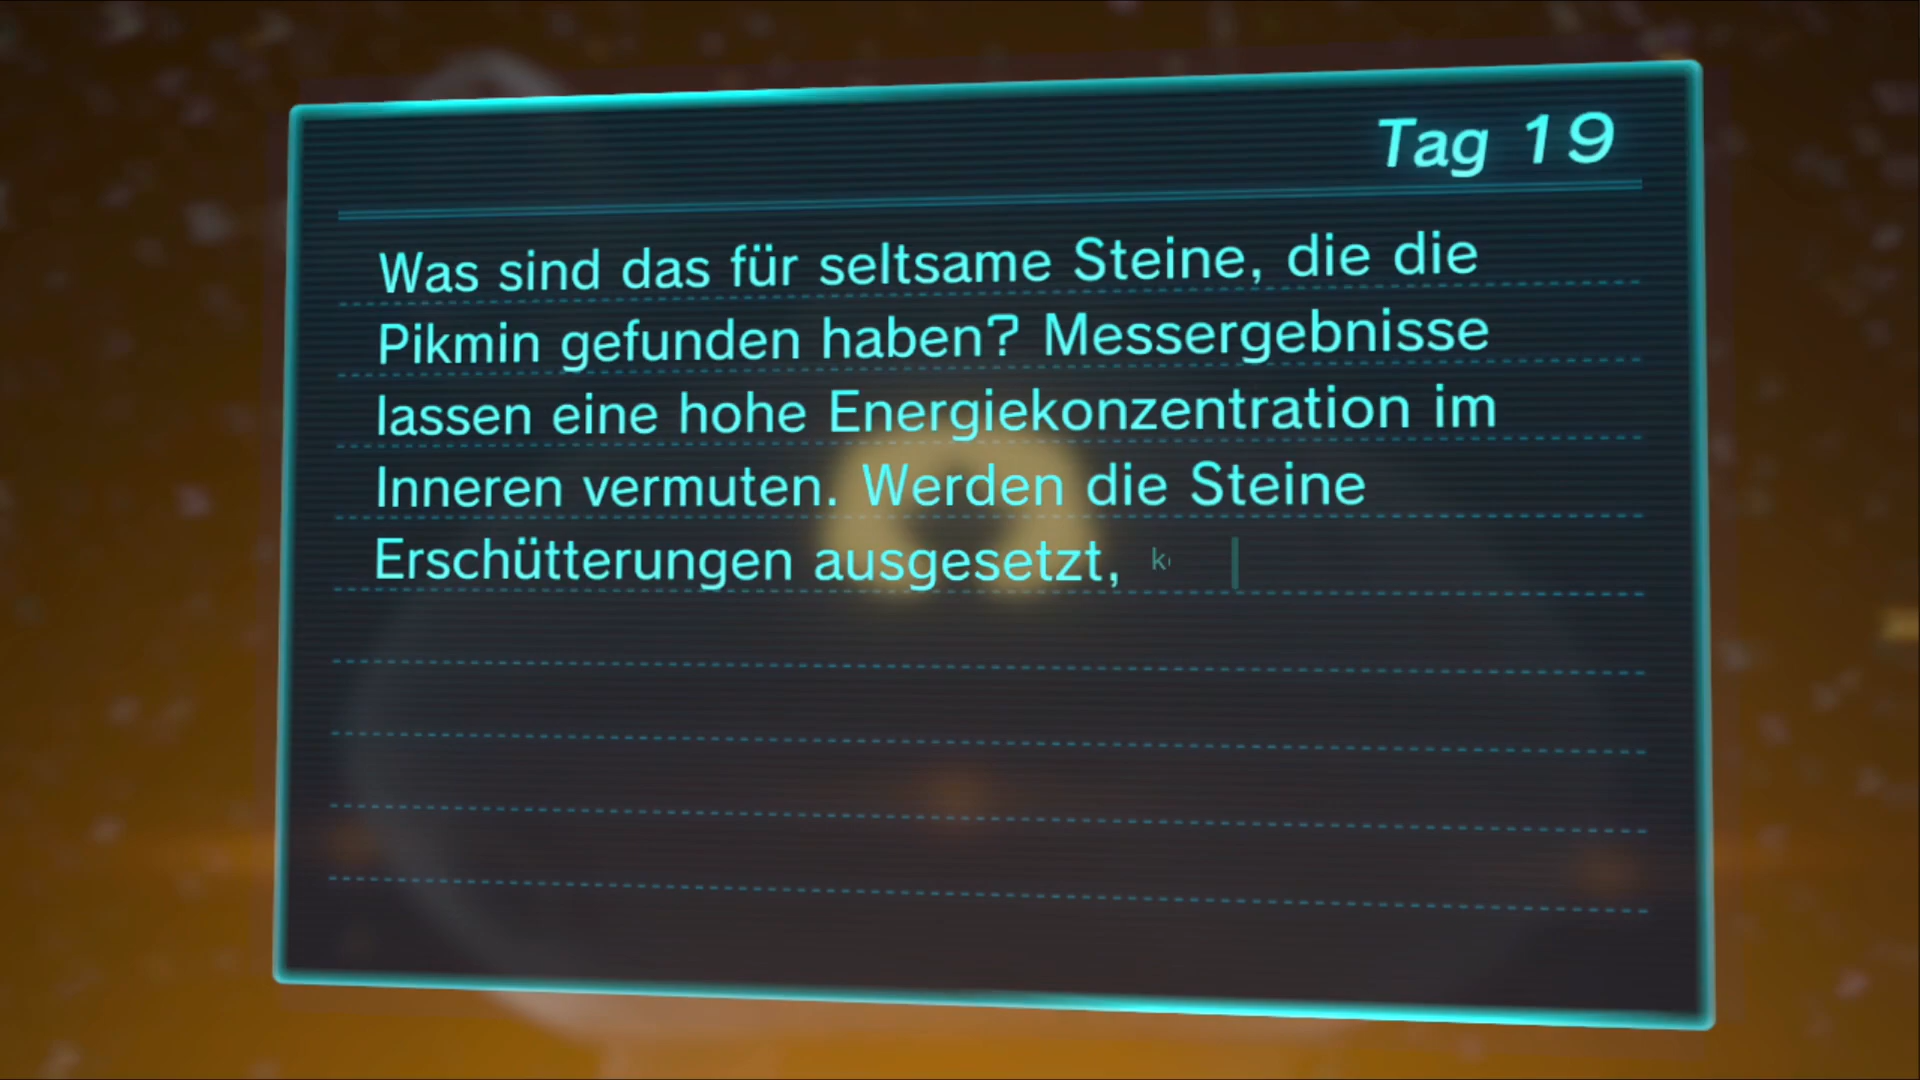 Tag 19
Was sind das für seltsame Steine, die die
Pikmin gefunden haben? Messergebnisse
lassen eine hohe Energiekonzentration im
Inneren vermuten. Werden die Steine
Erschütterungen ausgesetzt,